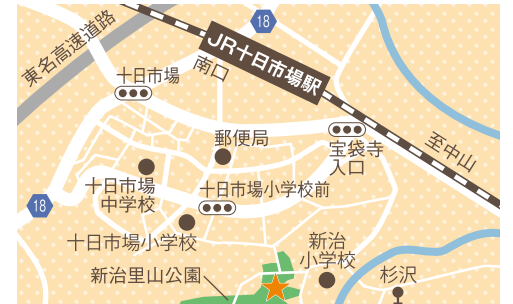 18
東名高速道路
JR十日市場駅
南口
十日市場
郵便局
宝袋寺
入口
至中山
十日市場
中学校
十日市場小学校前
18
十日市場小学校
新治
小学校
新治里山公園
杉沢